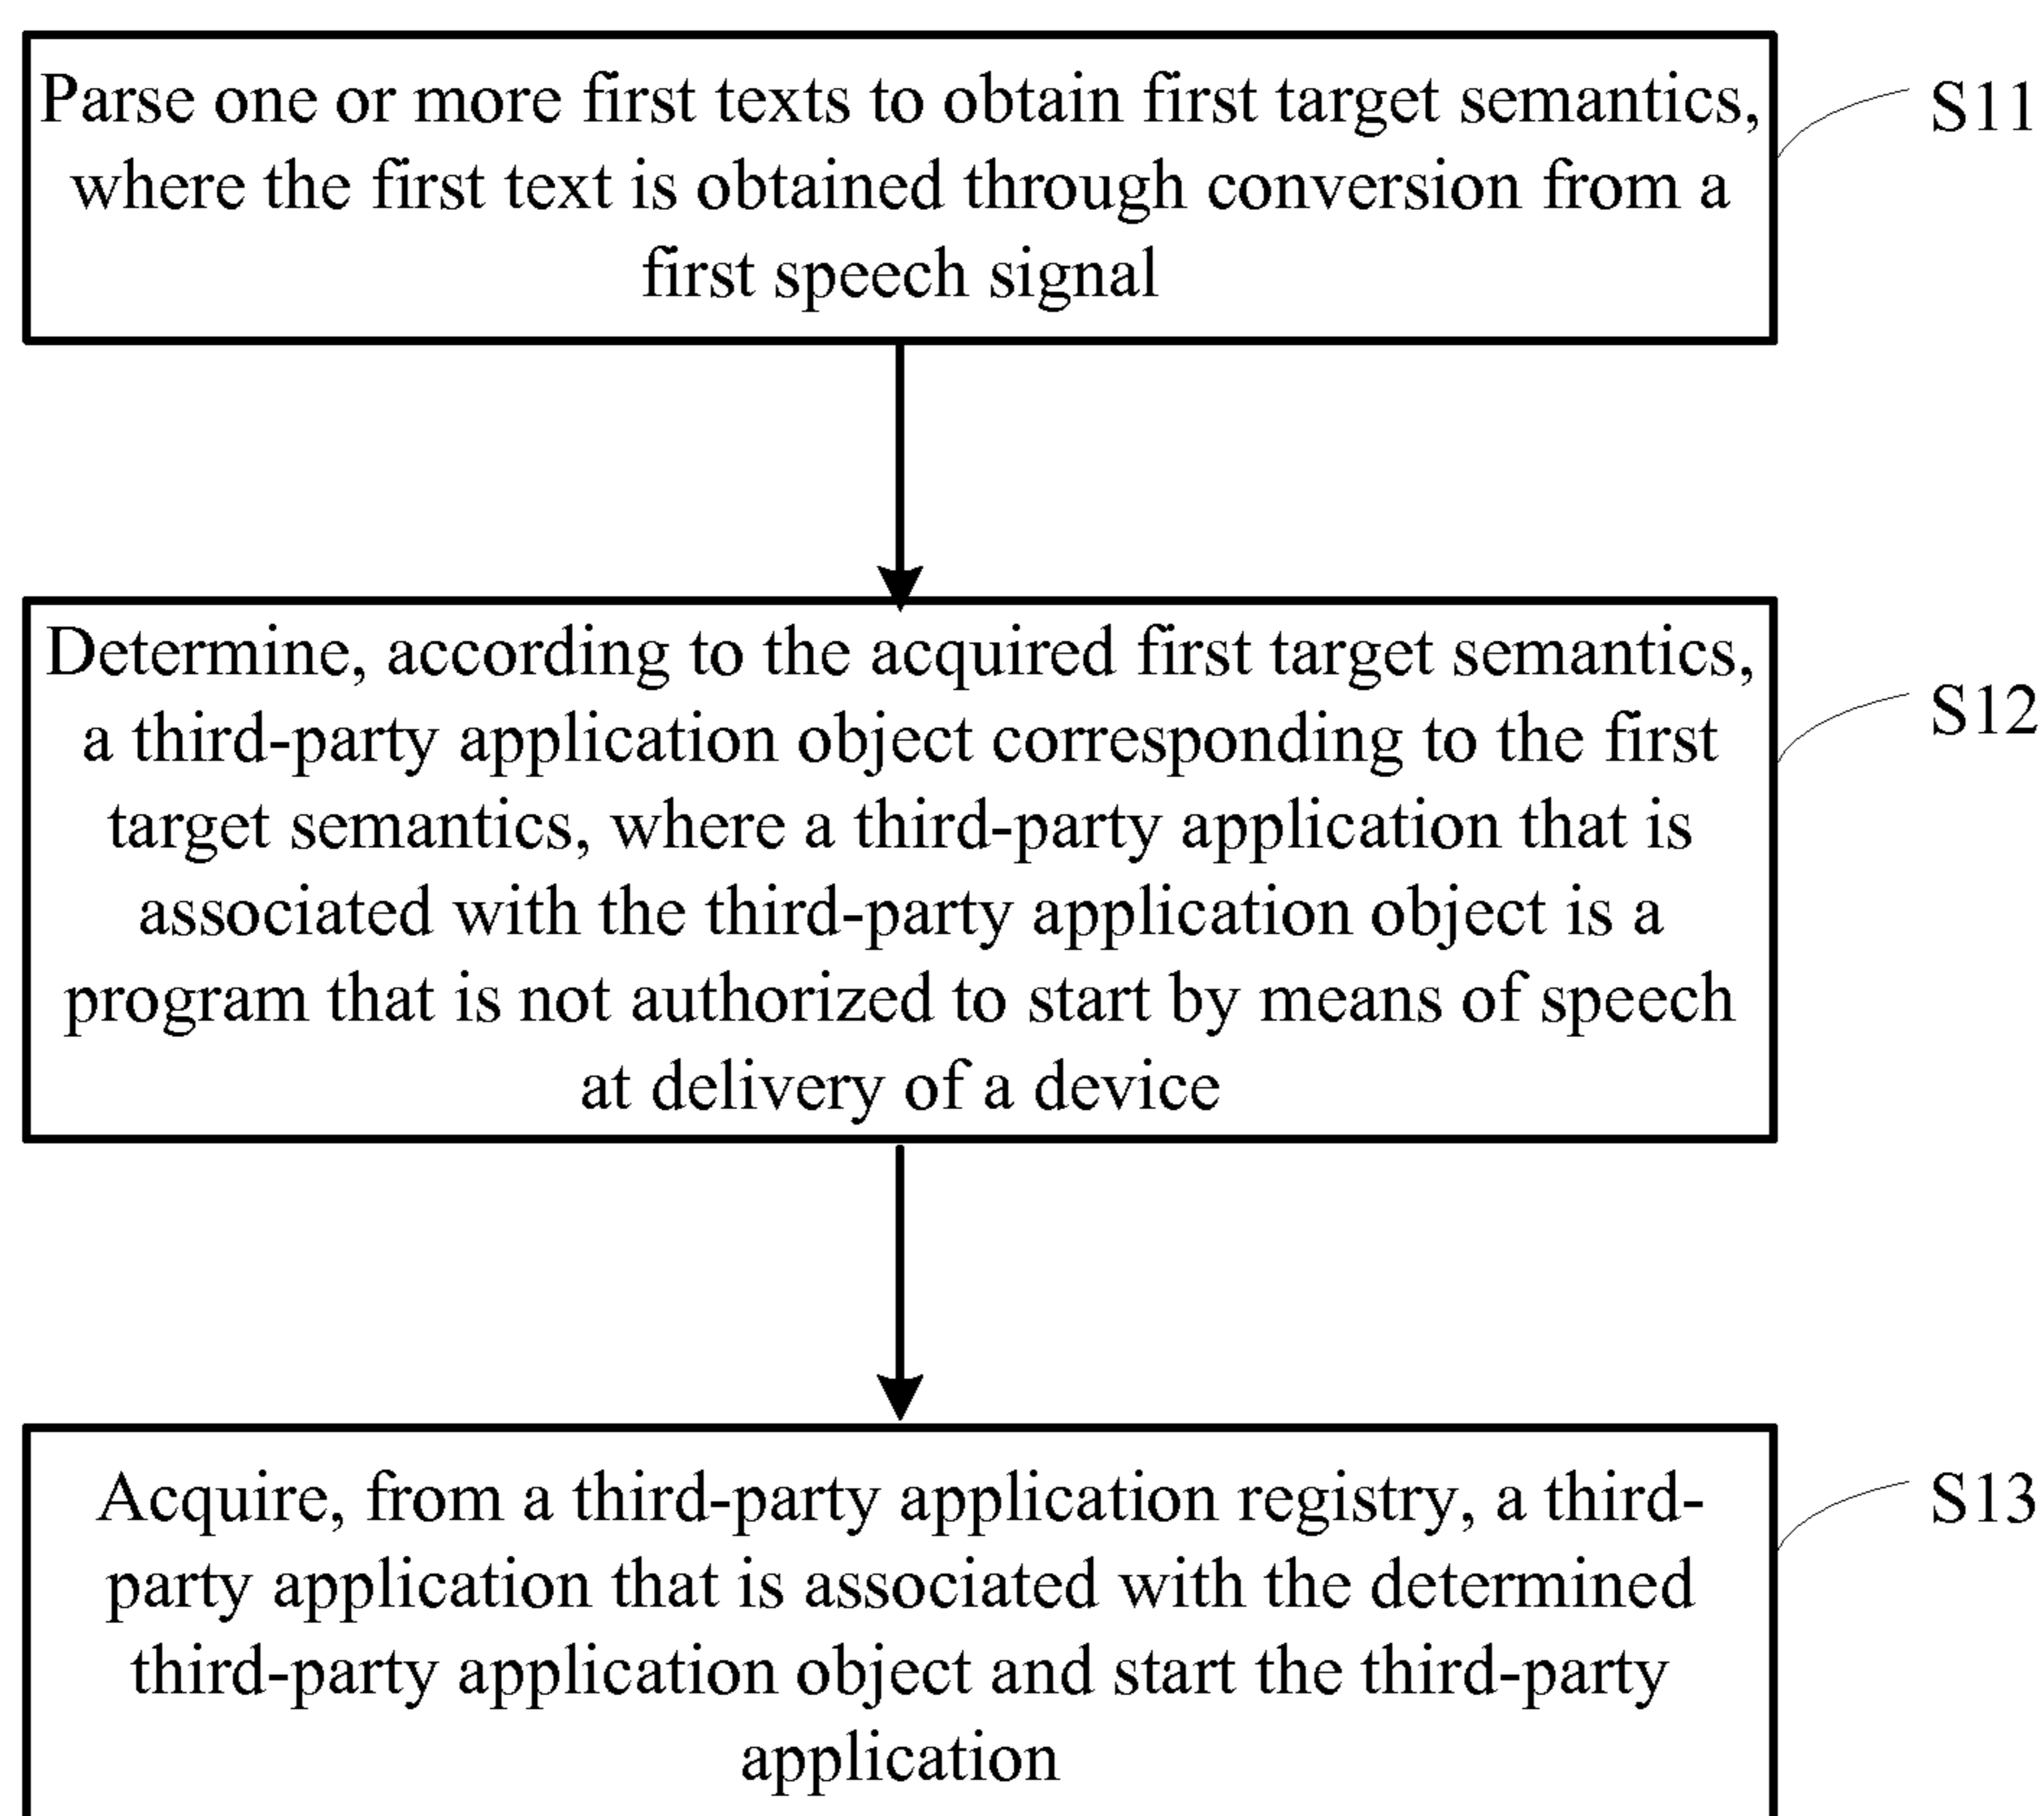 Parse one or more first texts to obtain first target semantics,
where the first text is obtained through conversion from a
first speech signal
S11
Determine, according to the acquired first target semantics,
a third-party application object corresponding to the first
target semantics, where a third-party application that is
associated with the third-party application object is a
program that is not authorized to start by means of speech
at delivery of a device
S12
Acquire, from a third-party application registry, a third-
party application that is associated with the determined
third-party application object and start the third-party
application
S13